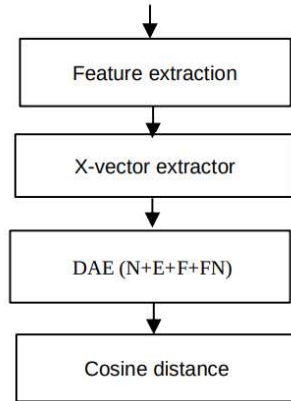 Feature extraction
X-vector extractor
DAE (N+E+F+FN)
Cosine distance